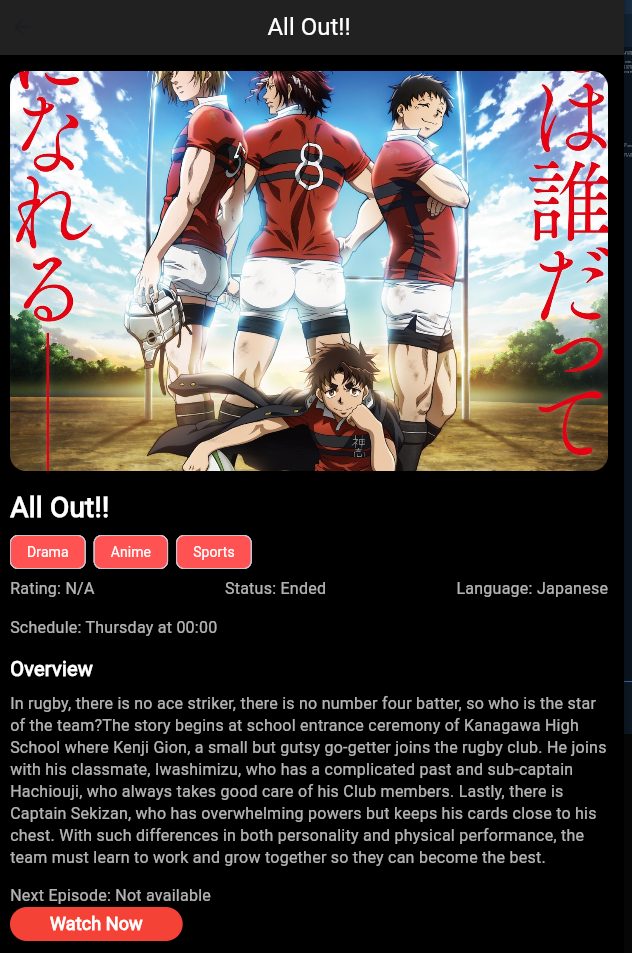 All Out!!
は誰だって
になれる
5
8
神高
All Out!!
Drama
Anime
Sports
Rating: N/A
Status: Ended
Language: Japanese
Schedule: Thursday at 00:00
Overview
In rugby, there is no ace striker, there is no number four batter, so who is the star
of the team?The story begins at school entrance ceremony of Kanagawa High
School where Kenji Gion, a small but gutsy go-getter joins the rugby club. He joins
with his classmate, Iwashimizu, who has a complicated past and sub-captain
Hachiouji, who always takes good care of his Club members. Lastly, there is
Captain Sekizan, who has overwhelming powers but keeps his cards close to his
chest. With such differences in both personality and physical performance, the
team must learn to work and grow together so they can become the best.
Next Episode: Not available
Watch Now